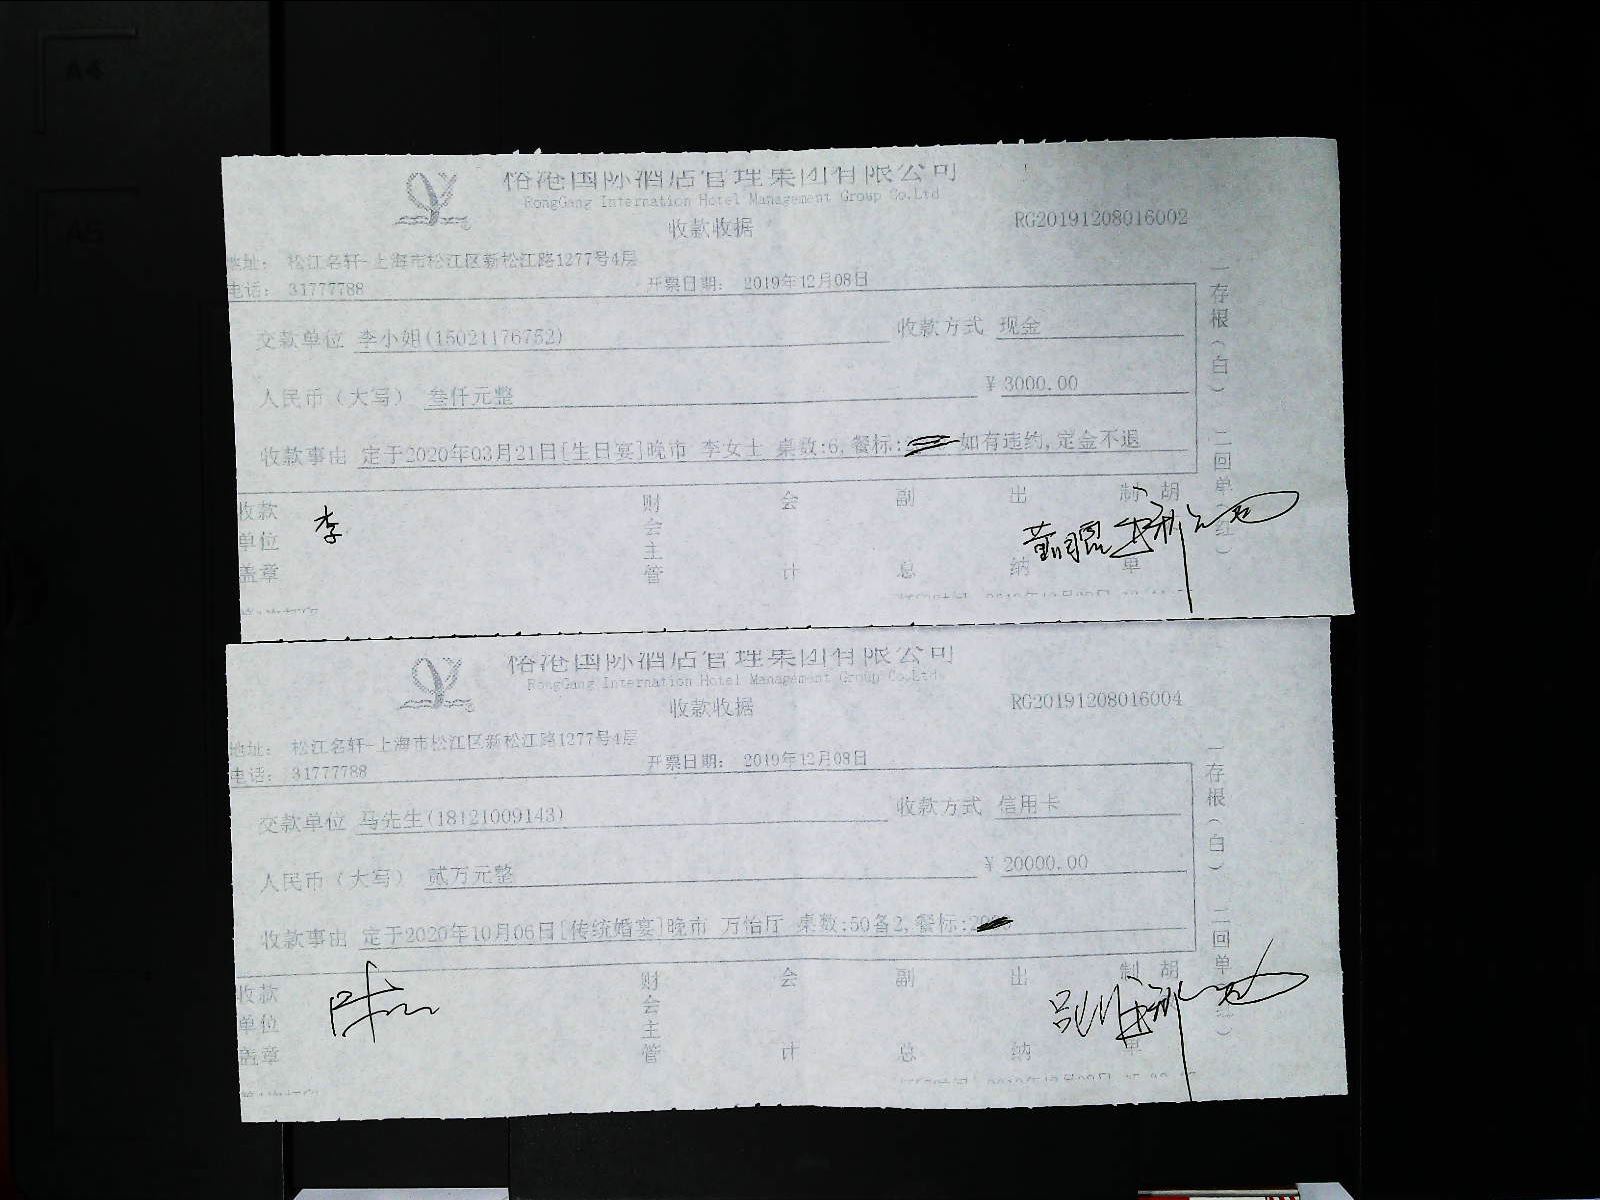 国际酒店管理集团有限公司
RongGang Internation Hotel Management Group Co.Ltd
收款收据
RG20191208016002
地址: 松江名轩-上海市松江区新松江路1277号4层
电话: 31777788
开票日期: 2019年12月08日
交款单位 李小姐(15021176752) 收款方式 现金
人民币(大写) 叁仟元整 ¥ 3000.00
收款事由 定于2020年03月21日[生日宴]晚市 李女士 桌数:6,餐标: 如有违约,定金不退
一存根(白) 二回单(红)
收款单位盖章 李 财会主管 会计 副总 出纳 制单 胡
国际酒店管理集团有限公司
RongGang Internation Hotel Management Group Co.Ltd
收款收据
RG20191208016004
地址: 松江名轩-上海市松江区新松江路1277号4层
电话: 31777788
开票日期: 2019年12月08日
交款单位 马先生(18121009143) 收款方式 信用卡
人民币(大写) 贰万元整 ¥ 20000.00
收款事由 定于2020年10月06日[传统婚宴]晚市 万怡厅 桌数:50备2,餐标:
一存根(白) 二回单(红)
收款单位盖章 财会主管 会计 副总 出纳 制单 胡